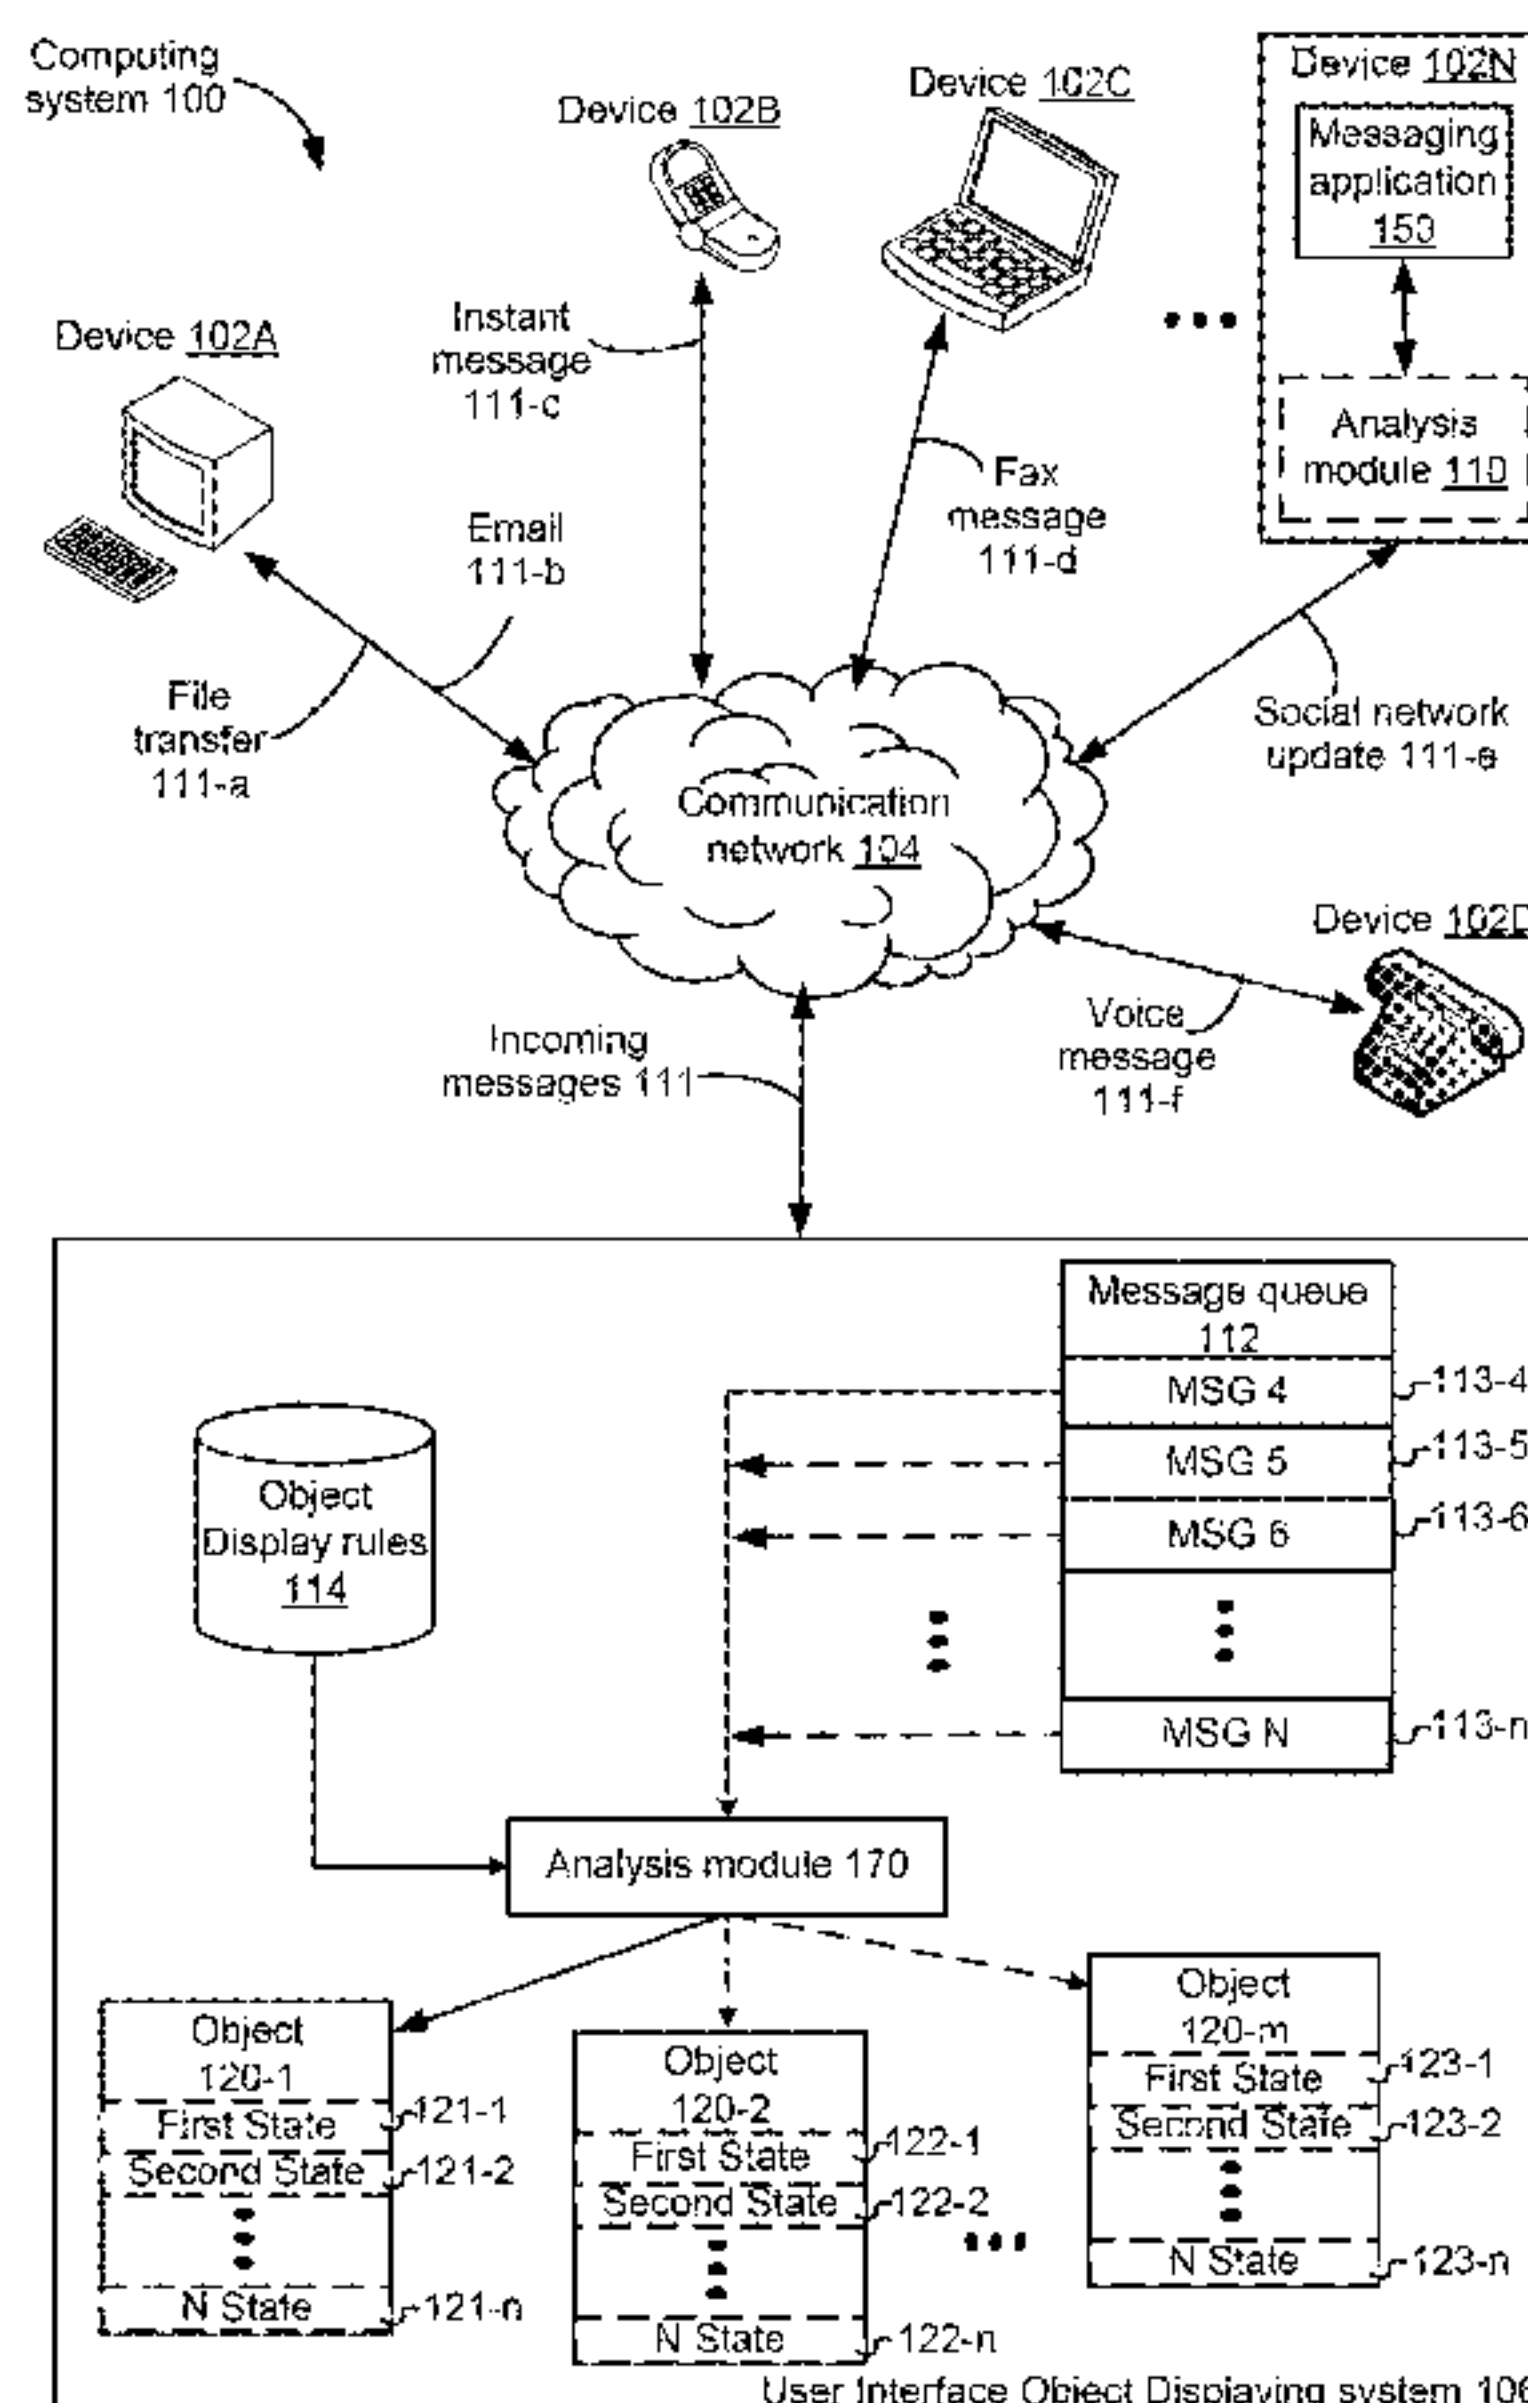 Computing
system 100
Device 102B
Device 102C
Device 102N
Messaging
application
150
Analysis
module 110
Device 102A
Instant
message
111-c
Email
111-b
Fax
message
111-d
File
transfer
111-a
Social network
update 111-e
Communication
network 104
Device 102D
Voice
message
111-f
Incoming
messages 111
Message queue
112
MSG 4
113-4
MSG 5
113-5
MSG 6
113-6
MSG N
113-n
Object
Display rules
114
Analysis module 170
Object
120-1
First State
121-1
Second State
121-2
N State
121-n
Object
120-2
First State
122-1
Second State
122-2
N State
122-n
Object
120-m
First State
123-1
Second State
123-2
N State
123-n
User Interface Object Displaying system 106